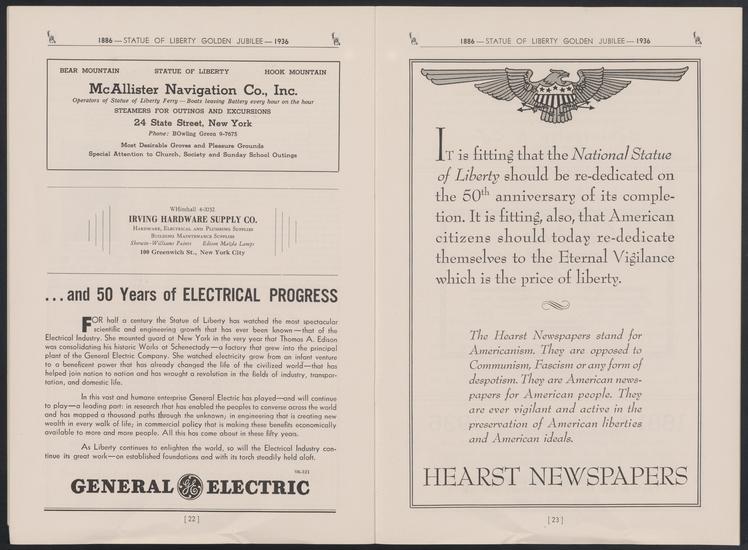 1886—STATUE OF LIBERTY GOLDEN JUBILEE—1936
BEAR MOUNTAIN STATUE OF LIBERTY HOOK MOUNTAIN
McAllister Navigation Co., Inc.
Operators of Statue of Liberty Ferry—Boats leaving Battery every hour on the hour
STEAMERS FOR OUTINGS AND EXCURSIONS
24 State Street, New York
Phone: BOwling Green 9-7675
Most Desirable Groves and Pleasure Grounds
Special Attention to Church, Society and Sunday School Outings
WHitehall 4-3232
IRVING HARDWARE SUPPLY CO.
HARDWARE, ELECTRICAL AND PLUMBING SUPPLIES
BUILDING MAINTENANCE SUPPLIES
Sherwin-Williams Paints Edison Mazda Lamps
100 Greenwich St., New York City
...and 50 Years of ELECTRICAL PROGRESS
FOR half a century the Statue of Liberty has watched the most spectacular
scientific and engineering growth that has ever been known—that of the
Electrical Industry. She mounted guard at New York in the very year that Thomas A. Edison
was consolidating his historic Works at Schenectady—a factory that grew into the principal
plant of the General Electric Company. She watched electricity grow from an infant venture
to a beneficent power that has already changed the life of the civilized world—that has
helped join nation to nation and has wrought a revolution in the fields of industry, transpor-
tation, and domestic life.
In this vast and humane enterprise General Electric has played—and will continue
to play—a leading part: in research that has enabled the peoples to converse across the world
and has mapped a thousand paths through the unknown; in engineering that is creating new
wealth in every walk of life; in commercial policy that is making these benefits economically
available to more and more people. All this has come about in these fifty years.
As Liberty continues to enlighten the world, so will the Electrical Industry con-
tinue its great work—on established foundations and with its torch steadily held aloft.
GENERAL GE ELECTRIC
[22]
1886—STATUE OF LIBERTY GOLDEN JUBILEE—1936
IT is fitting that the National Statue
of Liberty should be re-dedicated on
the 50th anniversary of its comple-
tion. It is fitting, also, that American
citizens should today re-dedicate
themselves to the Eternal Vigilance
which is the price of liberty.
The Hearst Newspapers stand for
Americanism. They are opposed to
Communism, Fascism or any form of
despotism. They are American news-
papers for American people. They
are ever vigilant and active in the
preservation of American liberties
and American ideals.
HEARST NEWSPAPERS
[23]